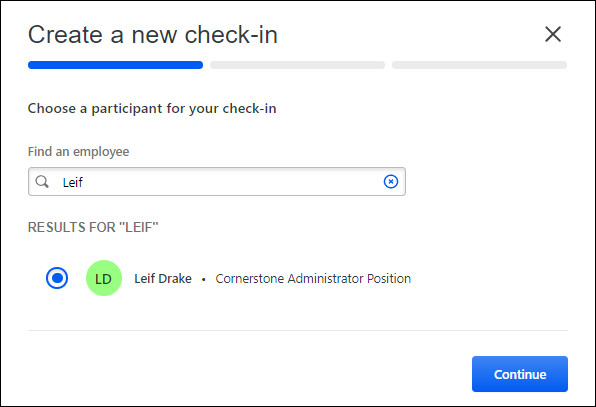 Create a new check-in
Choose a participant for your check-in
Find an employee
Leif
RESULTS FOR "LEIF"
LD Leif Drake • Cornerstone Administrator Position
Continue